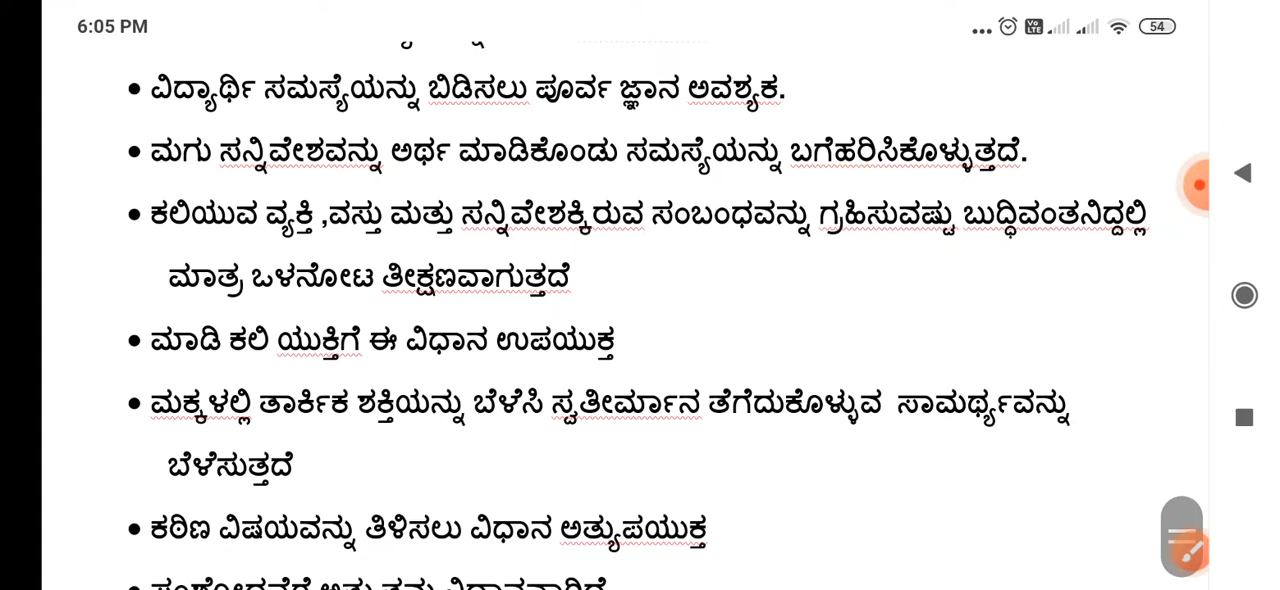 6:05 PM
54
• ವಿದ್ಯಾರ್ಥಿ ಸಮಸ್ಯೆಯನ್ನು ಬಿಡಿಸಲು ಪೂರ್ವ ಜ್ಞಾನ ಅವಶ್ಯಕ.
• ಮಗು ಸನ್ನಿವೇಶವನ್ನು ಅರ್ಥ ಮಾಡಿಕೊಂಡು ಸಮಸ್ಯೆಯನ್ನು ಬಗೆಹರಿಸಿಕೊಳ್ಳುತ್ತದೆ.
• ಕಲಿಯುವ ವ್ಯಕ್ತಿ ,ವಸ್ತು ಮತ್ತು ಸನ್ನಿವೇಶಕ್ಕಿರುವ ಸಂಬಂಧವನ್ನು ಗ್ರಹಿಸುವಷ್ಟು ಬುದ್ಧಿವಂತನಿದ್ದಲ್ಲಿ
ಮಾತ್ರ ಒಳನೋಟ ತೀಕ್ಷಣವಾಗುತ್ತದೆ
• ಮಾಡಿ ಕಲಿ ಯುಕ್ತಿಗೆ ಈ ವಿಧಾನ ಉಪಯುಕ್ತ
• ಮಕ್ಕಳಲ್ಲಿ ತಾರ್ಕಿಕ ಶಕ್ತಿಯನ್ನು ಬೆಳೆಸಿ ಸ್ವತೀರ್ಮಾನ ತೆಗೆದುಕೊಳ್ಳುವ ಸಾಮರ್ಥ್ಯವನ್ನು
ಬೆಳೆಸುತ್ತದೆ
• ಕಠಿಣ ವಿಷಯವನ್ನು ತಿಳಿಸಲು ವಿಧಾನ ಅತ್ಯುಪಯುಕ್ತ